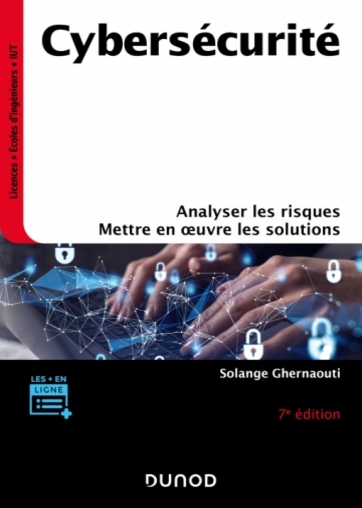 Licences • Écoles d'ingénieurs • IUT
Cybersécurité
Analyser les risques
Mettre en œuvre les solutions
LES + EN
LIGNE
Solange Ghernaouti
7e édition
DUNOD